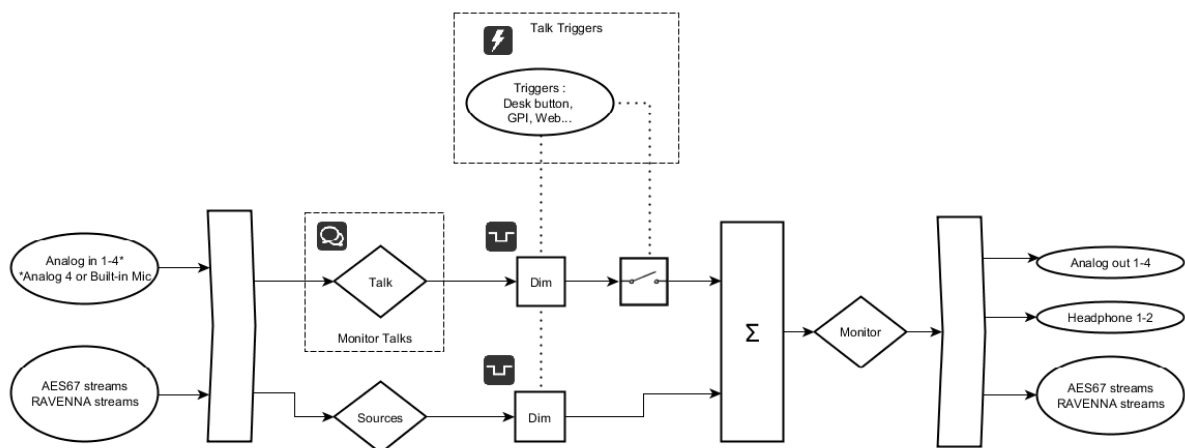 Talk Triggers
Triggers :
Desk button,
GPI, Web...
Analog in 1-4*
*Analog 4 or Built-in Mic
Talk
Monitor Talks
Dim
Σ
Monitor
Analog out 1-4
Headphone 1-2
AES67 streams
RAVENNA streams
AES67 streams
RAVENNA streams
Sources
Dim